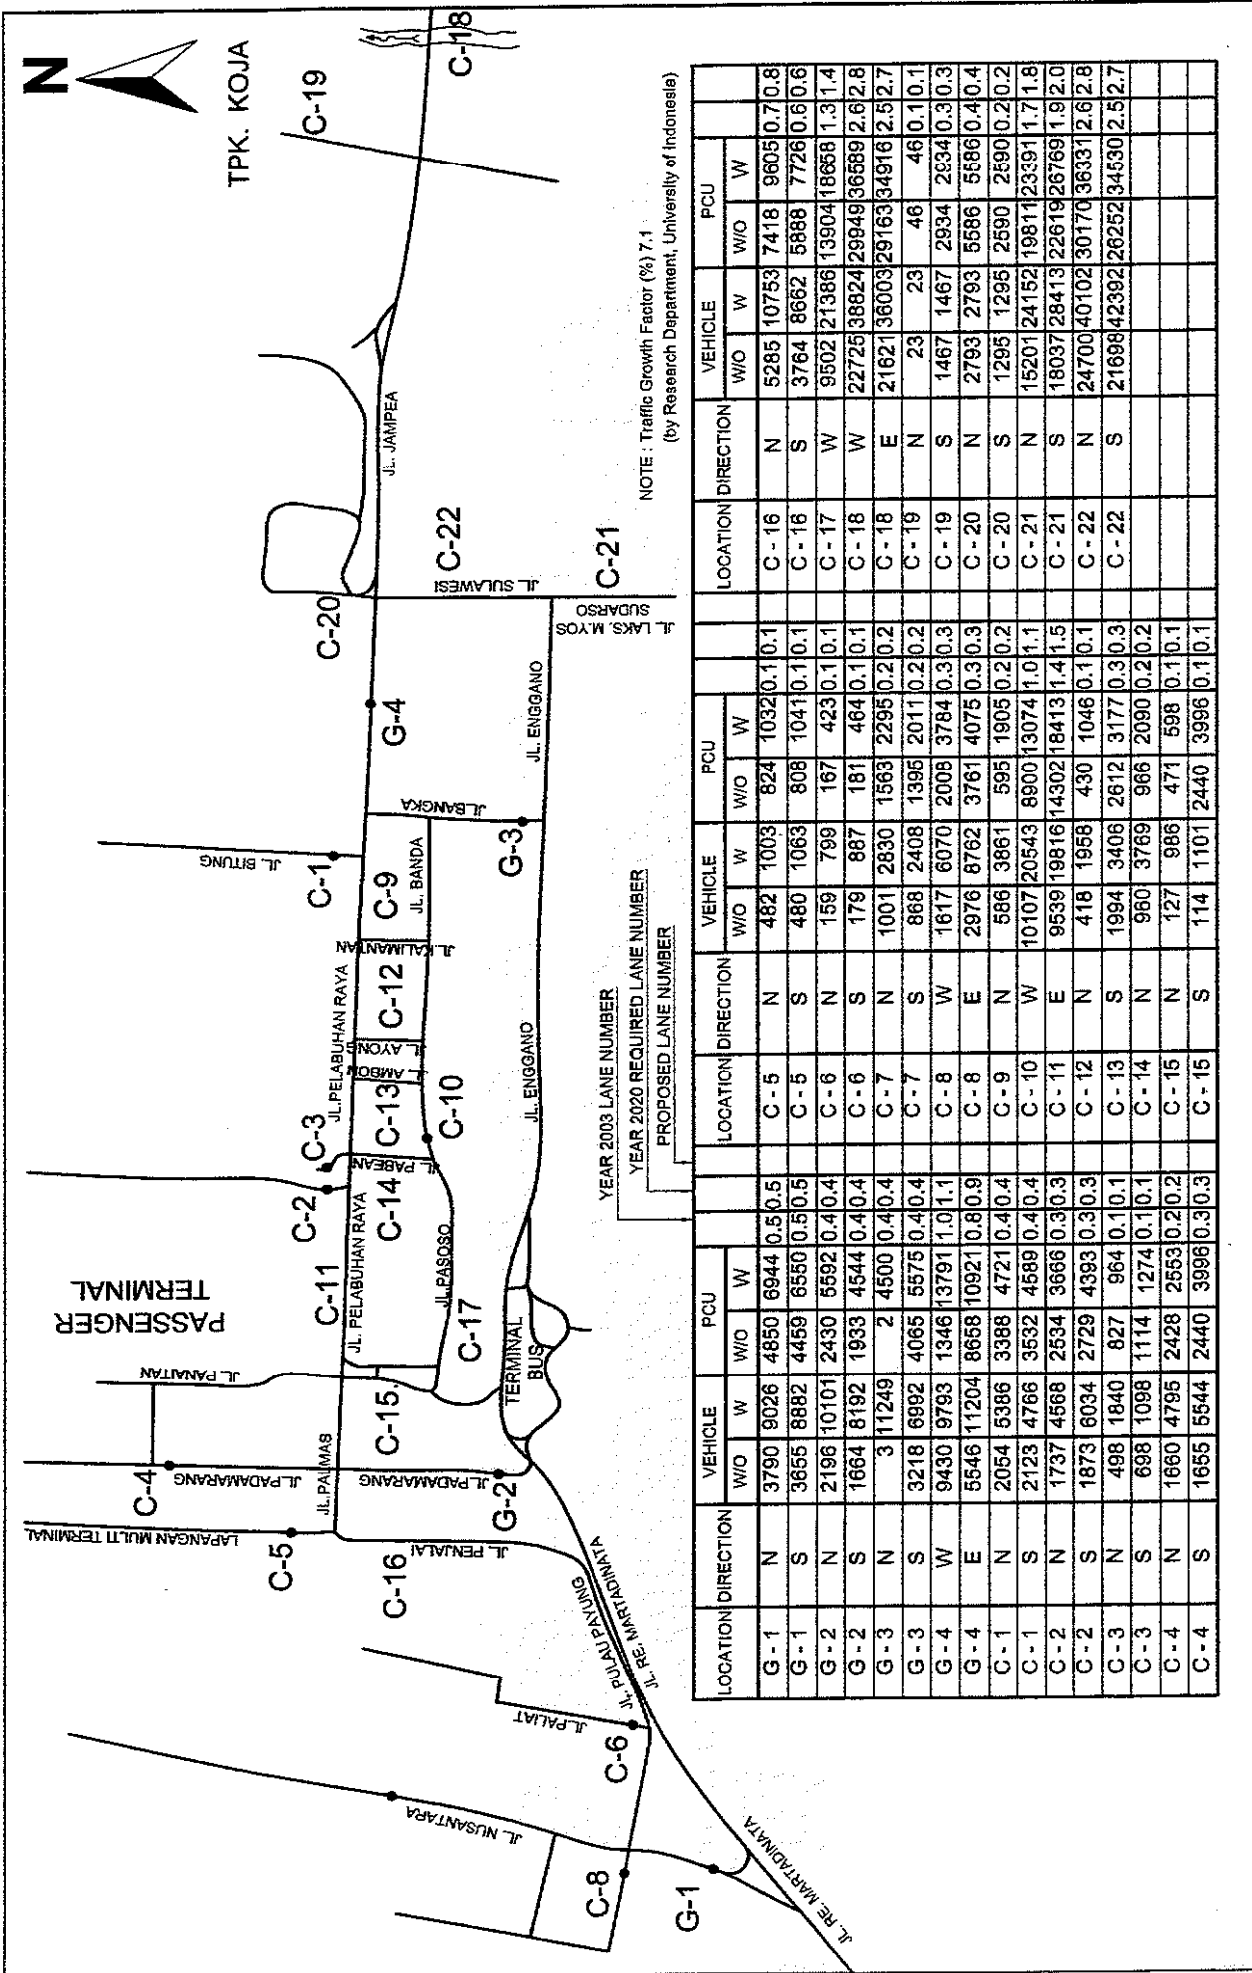 N
TPK. KOJA
C-19
C-18
PASSENGER
TERMINAL
JL. BITUNG
C-1
C-20
JL. JAMPEA
C-2
C-3
JL. PANAITAN
C-4
LAPANGAN MULTI TERMINAL
C-5
JL.PADAMARANG
JL.PALMAS
C-11
JL. PELABUHAN RAYA
JL.PELABUHAN RAYA
C-16
JL. PENJALAI
JL.PADAMARANG
C-15
C-14
JL. PABEAN
C-13
JL. AMBON
JL. AYONG
C-12
JL.KALIMANTAN
C-9
JL. BANDA
JL.BANGKA
G-4
C-22
JL. SULAWESI
C-10
JL.PASOSO
C-17
G-2
TERMINAL
BUS
JL. ENGGANO
G-3
JL. ENGGANO
JL. LAKS. M.YOS
SUDARSO
C-21
JL. NUSANTARA
JL.PALIAT
C-6
JL. PULAU PAYUNG
JL. RE. MARTADINATA
C-8
G-1
JL. RE. MARTADINATA
NOTE : Traffic Growth Factor (%) 7.1
(by Research Department, University of Indonesia)
YEAR 2003 LANE NUMBER
YEAR 2020 REQUIRED LANE NUMBER
PROPOSED LANE NUMBER
LOCATION DIRECTION VEHICLE PCU LOCATION DIRECTION VEHICLE PCU LOCATION DIRECTION VEHICLE PCU
W/O W W/O W W/O W W/O W W/O W W/O W
G - 1 N 3790 9026 4850 6944 0.5 0.5 C - 5 N 482 1003 824 1032 0.1 0.1 C - 16 N 5285 10753 7418 9605 0.7 0.8
G - 1 S 3655 8882 4459 6550 0.5 0.5 C - 5 S 480 1063 808 1041 0.1 0.1 C - 16 S 3764 8662 5888 7726 0.6 0.6
G - 2 N 2196 10101 2430 5592 0.4 0.4 C - 6 N 159 799 167 423 0.1 0.1 C - 17 W 9502 21386 13904 18658 1.3 1.4
G - 2 S 1664 8192 1933 4544 0.4 0.4 C - 6 S 179 887 181 464 0.1 0.1 C - 18 W 22725 38824 29949 36589 2.6 2.8
G - 3 N 3 11249 2 4500 0.4 0.4 C - 7 N 1001 2830 1563 2295 0.2 0.2 C - 18 E 21621 36003 29163 34916 2.5 2.7
G - 3 S 3218 6992 4065 5575 0.4 0.4 C - 7 S 868 2408 1395 2011 0.2 0.2 C - 19 N 23 23 46 46 0.1 0.1
G - 4 W 9430 9793 1346 13791 1.0 1.1 C - 8 W 1617 6070 2008 3784 0.3 0.3 C - 19 S 1467 1467 2934 2934 0.3 0.3
G - 4 E 5546 11204 8658 10921 0.8 0.9 C - 8 E 2976 8762 3761 4075 0.3 0.3 C - 20 N 2793 2793 5586 5586 0.4 0.4
C - 1 N 2054 5386 3388 4721 0.4 0.4 C - 9 N 586 3861 595 1905 0.2 0.2 C - 20 S 1295 1295 2590 2590 0.2 0.2
C - 1 S 2123 4766 3532 4589 0.4 0.4 C - 10 W 10107 20543 8900 13074 1.0 1.1 C - 21 N 15201 24152 19811 23391 1.7 1.8
C - 2 N 1737 4568 2534 3666 0.3 0.3 C - 11 E 9539 19816 14302 18413 1.4 1.5 C - 21 S 18037 28413 22619 26769 1.9 2.0
C - 2 S 1873 6034 2729 4393 0.3 0.3 C - 12 N 418 1958 430 1046 0.1 0.1 C - 22 N 24700 40102 30170 36331 2.6 2.8
C - 3 N 498 1840 827 964 0.1 0.1 C - 13 S 1994 3406 2612 3177 0.3 0.3 C - 22 S 21698 42392 26252 34530 2.5 2.7
C - 3 S 698 1098 1114 1274 0.1 0.1 C - 14 N 960 3769 966 2090 0.2 0.2
C - 4 N 1660 4795 2428 2553 0.2 0.2 C - 15 N 127 986 471 598 0.1 0.1
C - 4 S 1655 5544 2440 3996 0.3 0.3 C - 15 S 114 1101 2440 3996 0.1 0.1